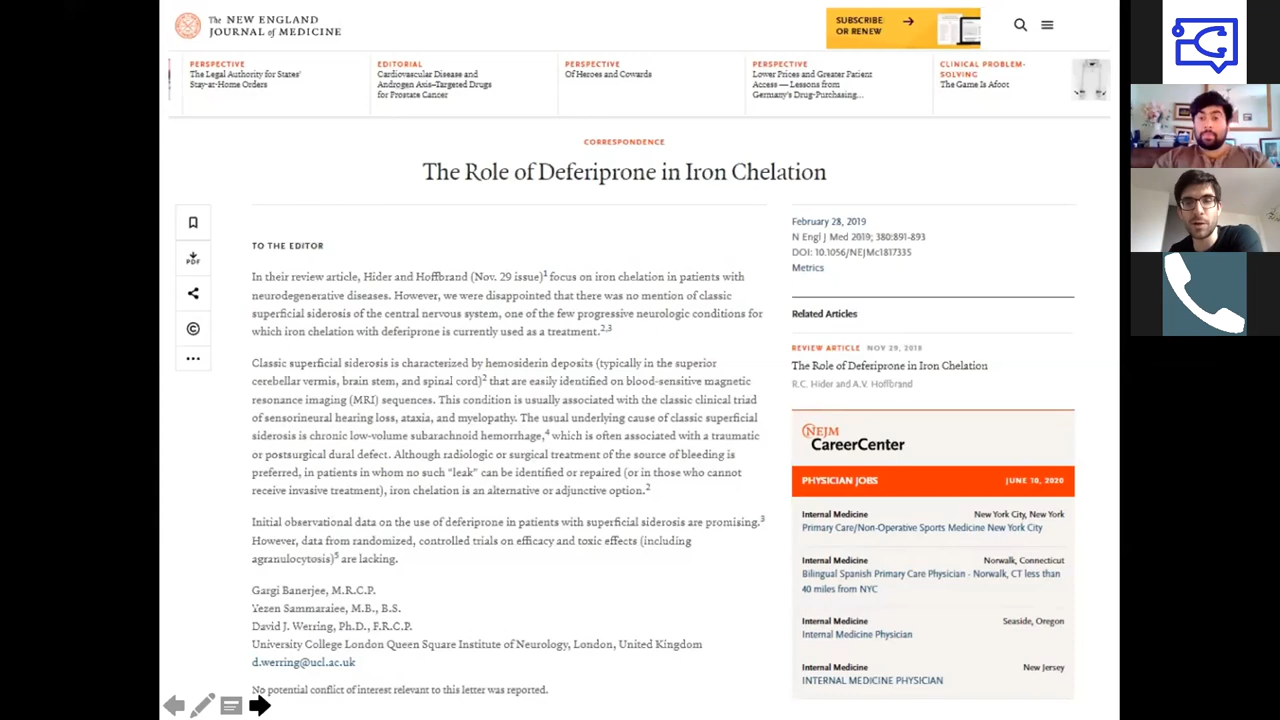 The NEW ENGLAND
JOURNAL of MEDICINE
SUBSCRIBE
OR RENEW
PERSPECTIVE
The Legal Authority for States'
Stay-at-Home Orders
EDITORIAL
Cardiovascular Disease and
Androgen Axis–Targeted Drugs
for Prostate Cancer
PERSPECTIVE
Of Heroes and Cowards
PERSPECTIVE
Lower Prices and Greater Patient
Access — Lessons from
Germany's Drug-Purchasing...
CLINICAL PROBLEM-
SOLVING
The Game Is Afoot
CORRESPONDENCE
The Role of Deferiprone in Iron Chelation
PDF
TO THE EDITOR
In their review article, Hider and Hoffbrand (Nov. 29 issue)1 focus on iron chelation in patients with
neurodegenerative diseases. However, we were disappointed that there was no mention of classic
superficial siderosis of the central nervous system, one of the few progressive neurologic conditions for
which iron chelation with deferiprone is currently used as a treatment.2,3
Classic superficial siderosis is characterized by hemosiderin deposits (typically in the superior
cerebellar vermis, brain stem, and spinal cord)2 that are easily identified on blood-sensitive magnetic
resonance imaging (MRI) sequences. This condition is usually associated with the classic clinical triad
of sensorineural hearing loss, ataxia, and myelopathy. The usual underlying cause of classic superficial
siderosis is chronic low-volume subarachnoid hemorrhage,4 which is often associated with a traumatic
or postsurgical dural defect. Although radiologic or surgical treatment of the source of bleeding is
preferred, in patients in whom no such “leak” can be identified or repaired (or in those who cannot
receive invasive treatment), iron chelation is an alternative or adjunctive option.2
Initial observational data on the use of deferiprone in patients with superficial siderosis are promising.3
However, data from randomized, controlled trials on efficacy and toxic effects (including
agranulocytosis)5 are lacking.
Gargi Banerjee, M.R.C.P.
Yezen Sammaraiee, M.B., B.S.
David J. Werring, Ph.D., F.R.C.P.
University College London Queen Square Institute of Neurology, London, United Kingdom
d.werring@ucl.ac.uk
No potential conflict of interest relevant to this letter was reported.
February 28, 2019
N Engl J Med 2019; 380:891-893
DOI: 10.1056/NEJMc1817335
Metrics
Related Articles
REVIEW ARTICLE NOV 29, 2018
The Role of Deferiprone in Iron Chelation
R.C. Hider and A.V. Hoffbrand
NEJM
CareerCenter
PHYSICIAN JOBS JUNE 10, 2020
Internal Medicine New York City, New York
Primary Care/Non-Operative Sports Medicine New York City
Internal Medicine Norwalk, Connecticut
Bilingual Spanish Primary Care Physician - Norwalk, CT less than
40 miles from NYC
Internal Medicine Seaside, Oregon
Internal Medicine Physician
Internal Medicine New Jersey
INTERNAL MEDICINE PHYSICIAN